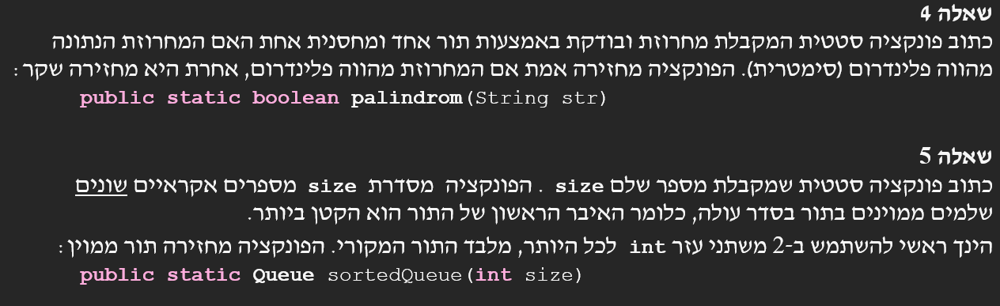 שאלה 4
כתוב פונקציה סטטית המקבלת מחרוזת ובודקת באמצעות תור אחד ומחסנית אחת האם המחרוזת הנתונה
מהווה פלינדרום (סימטרית). הפונקציה מחזירה אמת אם המחרוזת מהווה פלינדרום, אחרת היא מחזירה שקר:
public static boolean palindrom(String str)
שאלה 5
כתוב פונקציה סטטית שמקבלת מספר שלם size . הפונקציה מסדרת size מספרים אקראיים שונים
שלמים ממוינים בתור בסדר עולה, כלומר האיבר הראשון של התור הוא הקטן ביותר.
הינך ראשי להשתמש ב-2 משתני עזר int לכל היותר, מלבד התור המקורי. הפונקציה מחזירה תור ממוין:
public static Queue sortedQueue(int size)